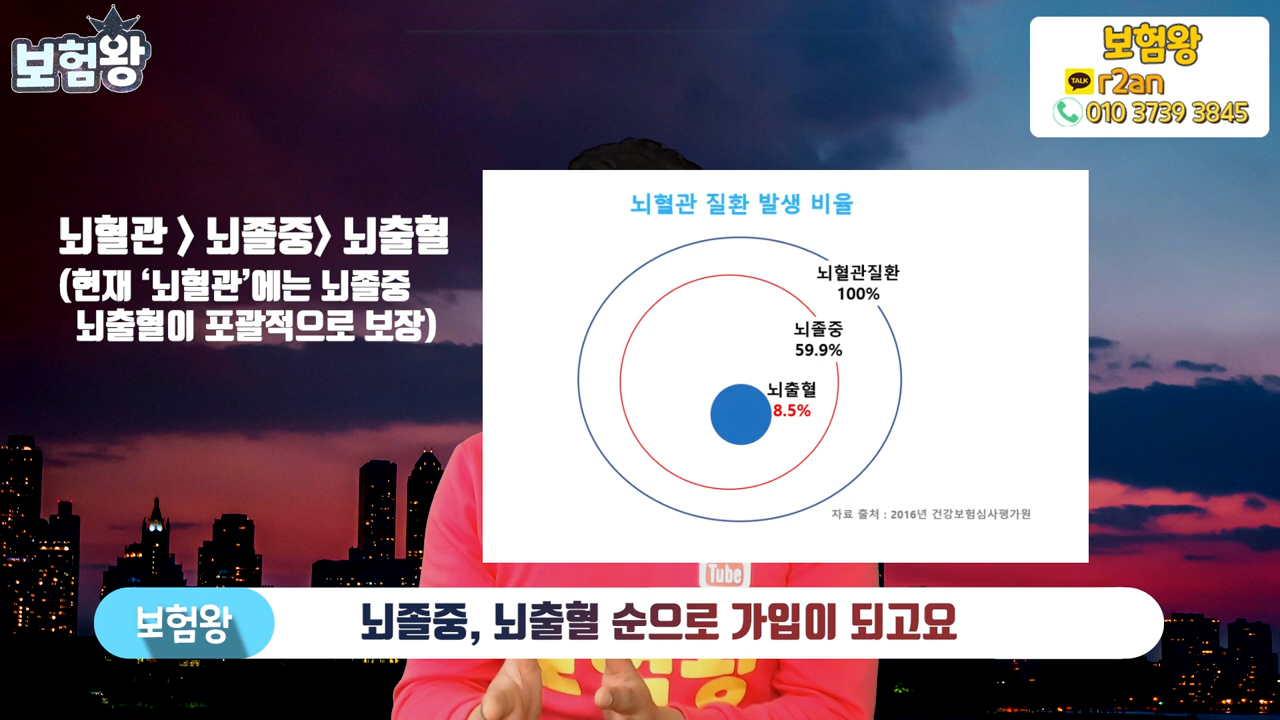 보험왕
보험왕
TALK r2an
010 3739 3845
뇌혈관 > 뇌졸중> 뇌출혈
(현재 ‘뇌혈관’에는 뇌졸중
뇌출혈이 포괄적으로 보장)
뇌혈관 질환 발생 비율
뇌혈관질환
100%
뇌졸중
59.9%
뇌출혈
8.5%
자료 출처 : 2016년 건강보험심사평가원
Tube
보험왕
뇌졸중, 뇌출혈 순으로 가입이 되고요